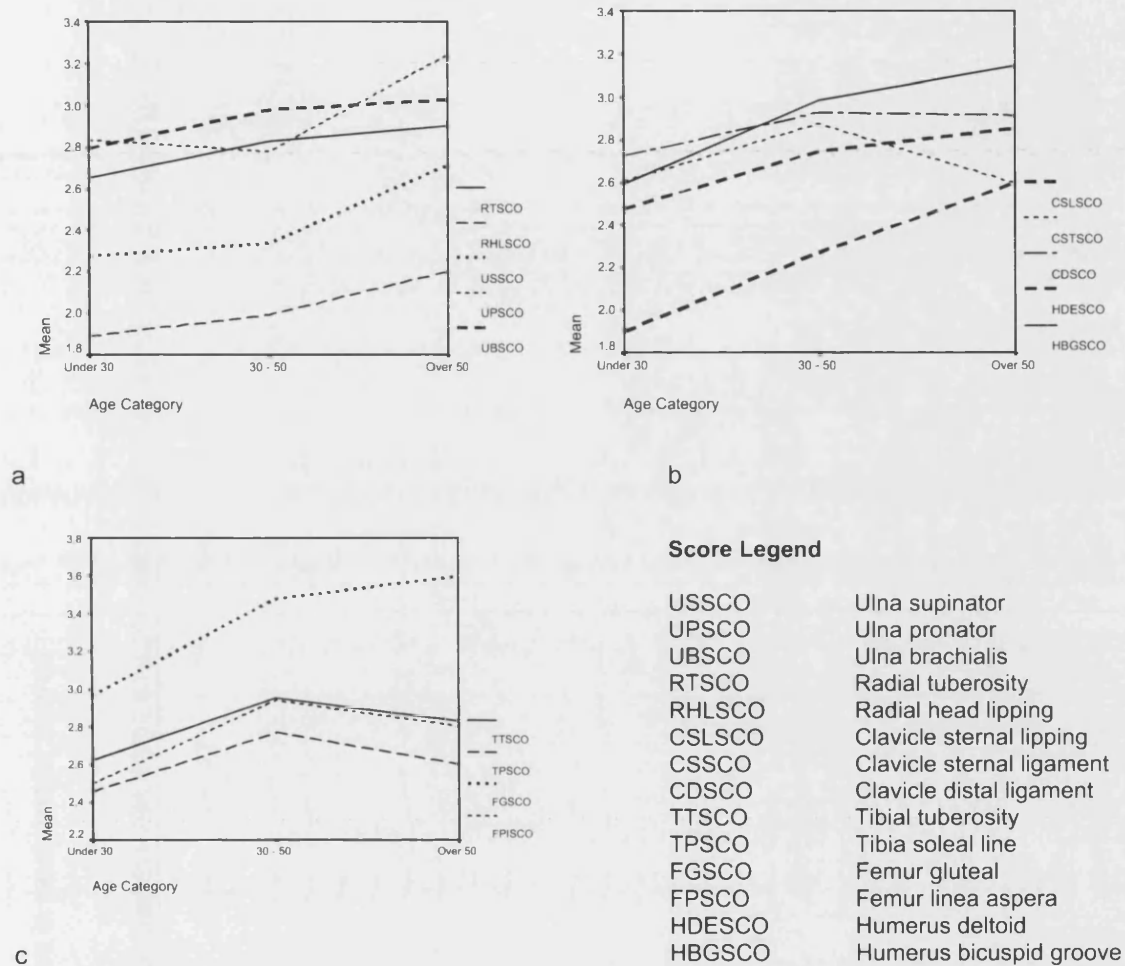 3.4
3.2
3.0
2.8
2.6
2.4
2.2
2.0
1.8
Mean
Under 30
30 - 50
Over 50
Age Category
RTSCO
RHLSCO
USSCO
UPSCO
UBSCO
a
3.4
3.2
3.0
2.8
2.6
2.4
2.2
2.0
1.8
Mean
Under 30
30 - 50
Over 50
Age Category
CSLSCO
CSTSCO
CDSCO
HDESCO
HBGSCO
b
3.8
3.6
3.4
3.2
3.0
2.8
2.6
2.4
2.2
Mean
Under 30
30 - 50
Over 50
Age Category
TTSCO
TPSCO
FGSCO
FPISCO
c
Score Legend
USSCO Ulna supinator
UPSCO Ulna pronator
UBSCO Ulna brachialis
RTSCO Radial tuberosity
RHLSCO Radial head lipping
CSLSCO Clavicle sternal lipping
CSSCO Clavicle sternal ligament
CDSCO Clavicle distal ligament
TTSCO Tibial tuberosity
TPSCO Tibia soleal line
FGSCO Femur gluteal
FPSCO Femur linea aspera
HDESCO Humerus deltoid
HBGSCO Humerus bicuspid groove